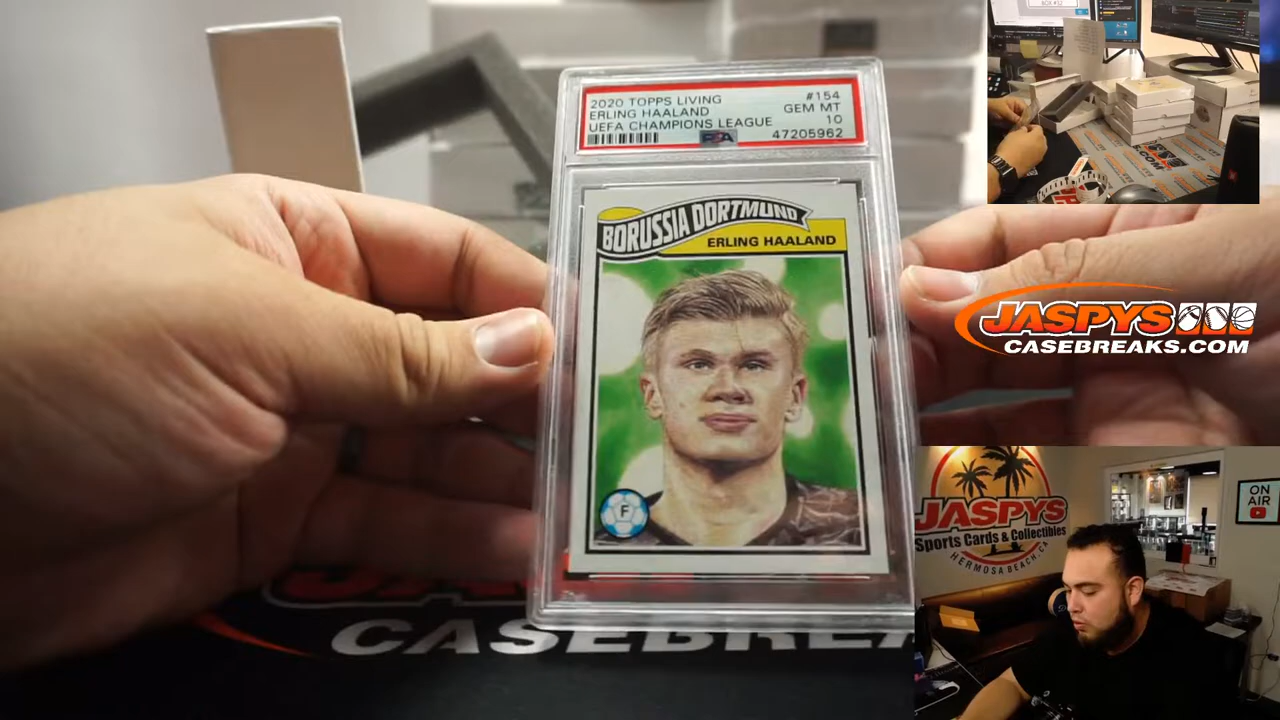 2020 TOPPS LIVING #154
ERLING HAALAND GEM MT
UEFA CHAMPIONS LEAGUE 10
PSA 47205962
BORUSSIA DORTMUND
ERLING HAALAND
F
CASEBREA
JASPYS
CASEBREAKS.COM
JASPYS
Sports Cards & Collectibles
HERMOSA BEACH, CA
ON
AIR